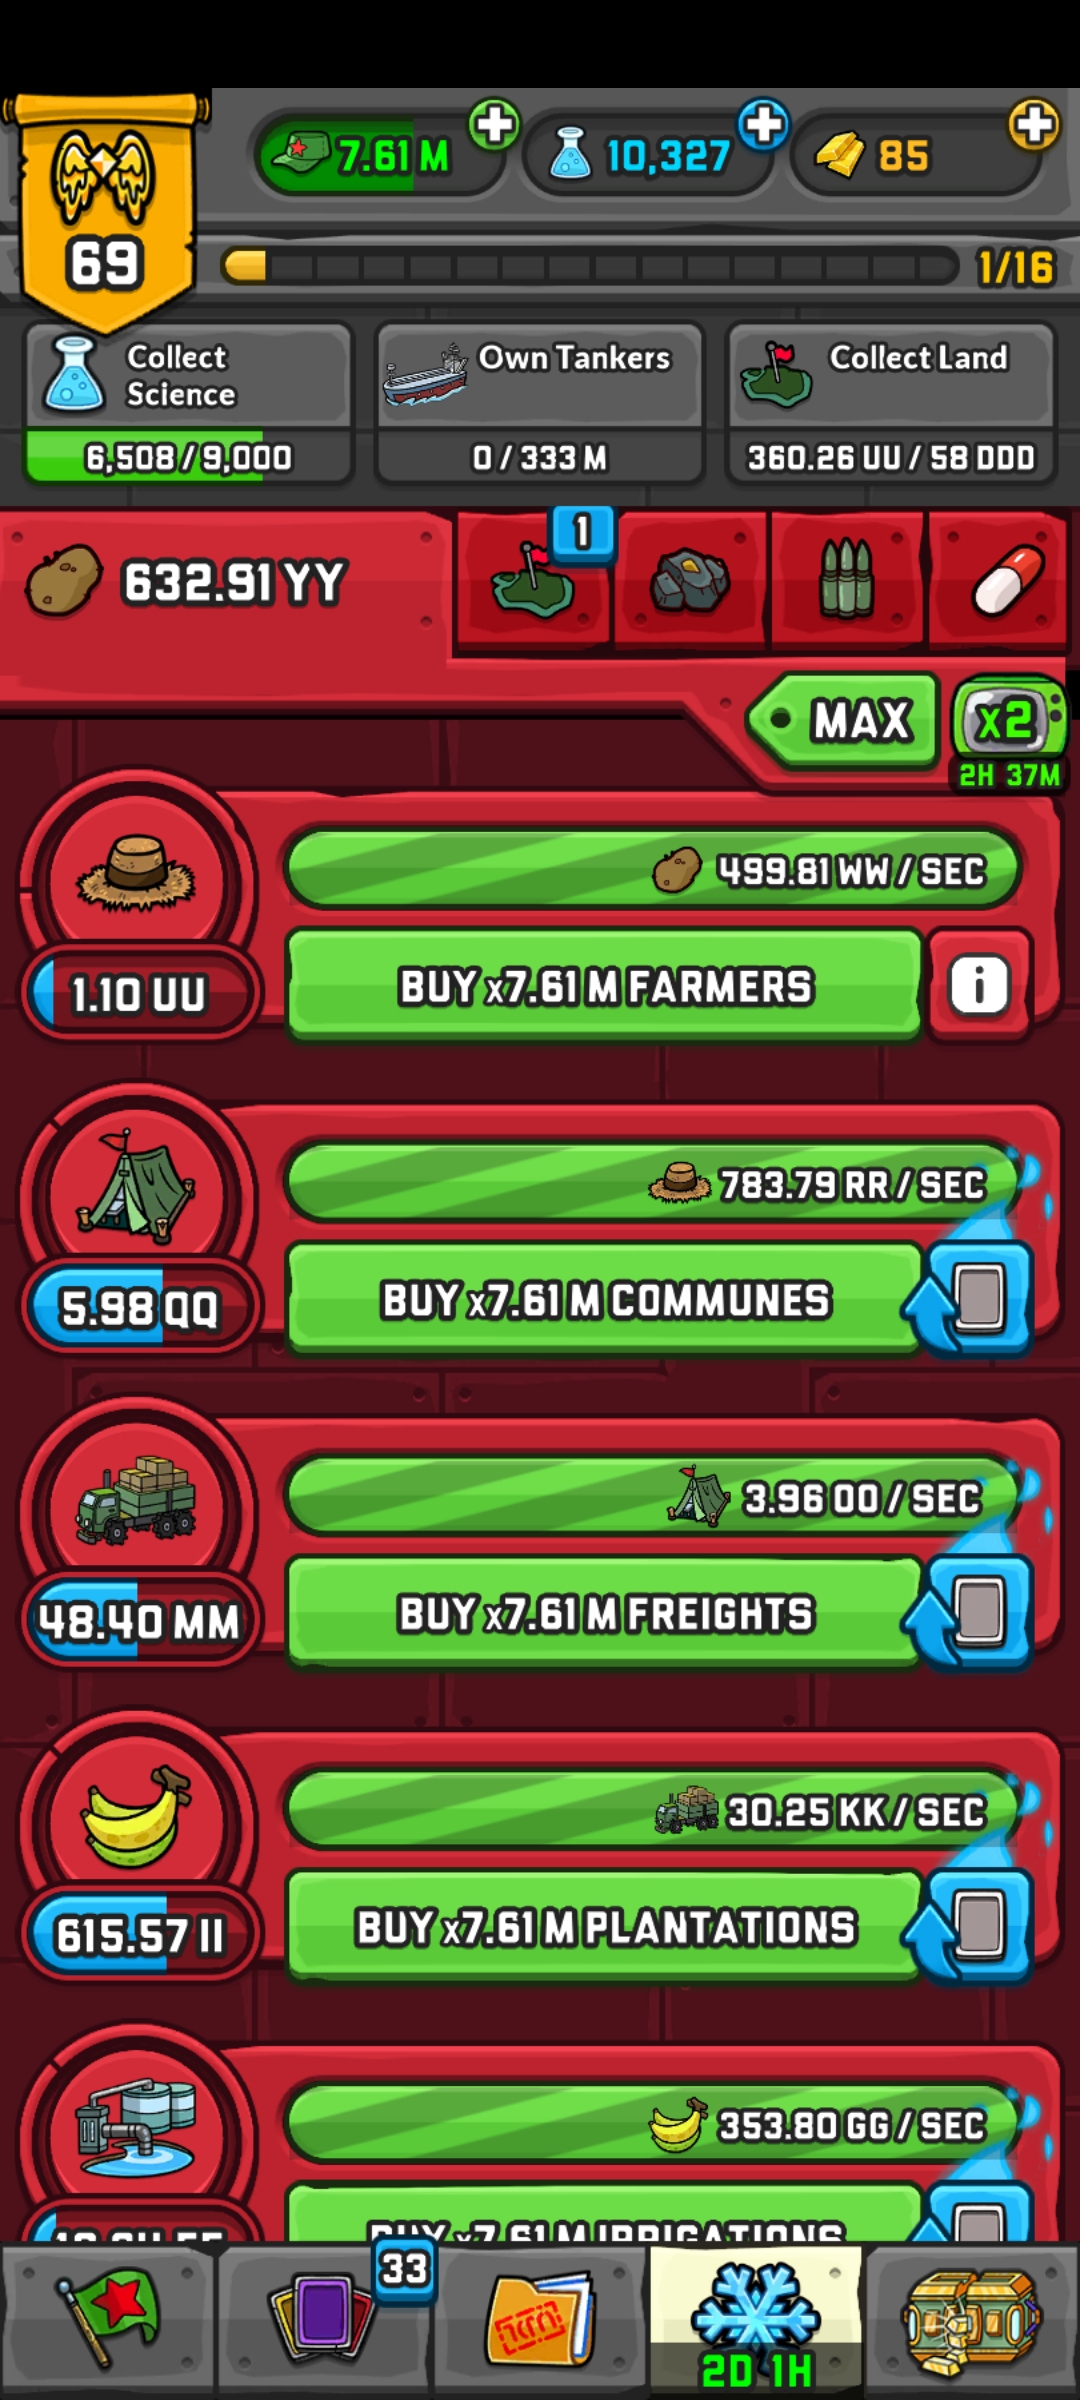 7.61 M
10,327
85
69
1/16
Collect
Science
6,508 / 9,000
Own Tankers
0 / 333 M
Collect Land
360.26 UU / 58 DDD
632.91 YY
1
MAX
x2
2H 37M
499.81 WW / SEC
1.10 UU
BUY x7.61 M FARMERS
i
783.79 RR / SEC
5.98 QQ
BUY x7.61 M COMMUNES
3.96 OO / SEC
48.40 MM
BUY x7.61 M FREIGHTS
30.25 KK / SEC
615.57 II
BUY x7.61 M PLANTATIONS
353.80 GG / SEC
BUY x7.61 M IRRIGATIONS
33
2D 1H